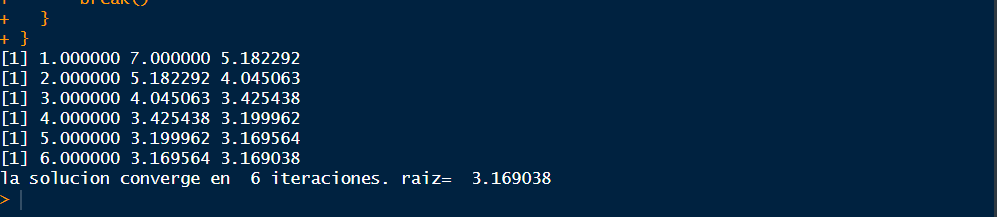 + break()
+ }
+ }
[1] 1.000000 7.000000 5.182292
[1] 2.000000 5.182292 4.045063
[1] 3.000000 4.045063 3.425438
[1] 4.000000 3.425438 3.199962
[1] 5.000000 3.199962 3.169564
[1] 6.000000 3.169564 3.169038
la solucion converge en  6 iteraciones. raiz=  3.169038
>